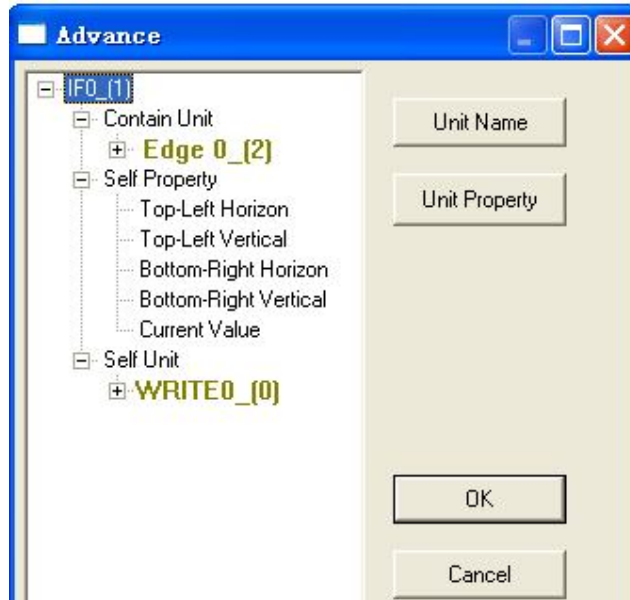 Advance
IF0_(1)
Contain Unit
Edge 0_(2)
Self Property
Top-Left Horizon
Top-Left Vertical
Bottom-Right Horizon
Bottom-Right Vertical
Current Value
Self Unit
WRITE0_(0)
Unit Name
Unit Property
OK
Cancel